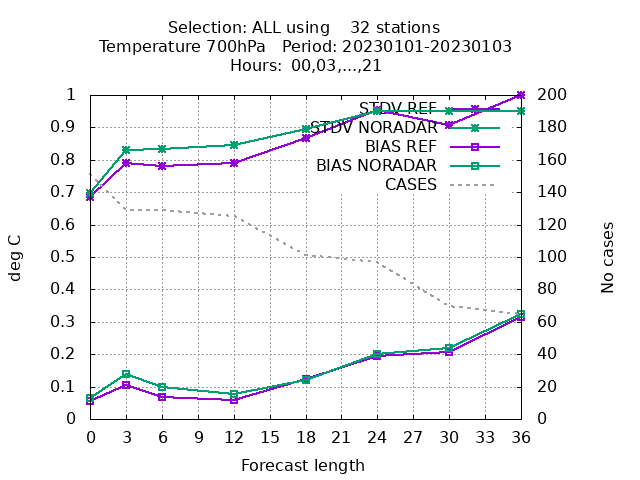 Selection: ALL using    32 stations
Temperature 700hPa   Period: 20230101-20230103
Hours:  00,03,...,21
1 200
0.9 180
0.8 160
0.7 140
0.6 120
0.5 100
0.4 80
0.3 60
0.2 40
0.1 20
0 0
STDV REF
STDV NORADAR
BIAS REF
BIAS NORADAR
CASES
deg C
No cases
0 3 6 9 12 15 18 21 24 27 30 33 36
Forecast length